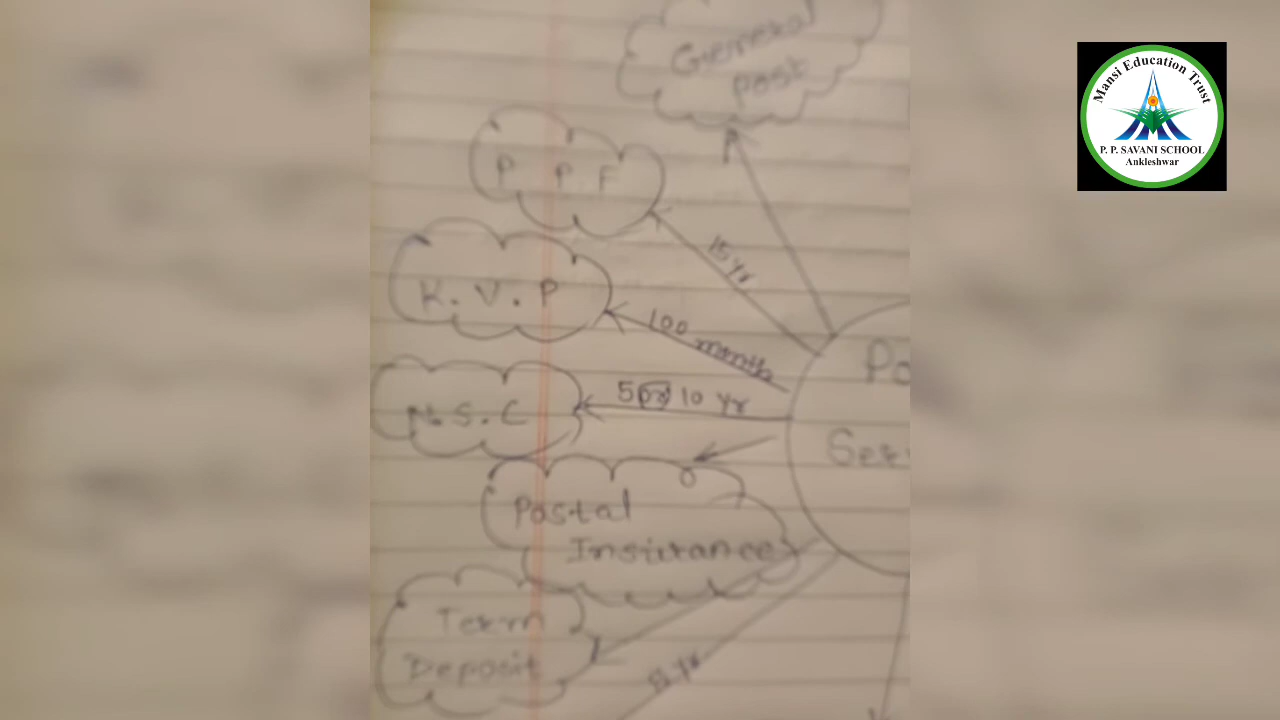 General
post
P P F
15 yr
K. V. P
100 month
N. S. C
5 or 10 yr
Po
Ser
Postal
Insurance
Term
Deposit
Mansi Education Trust
P. P. SAVANI SCHOOL
Ankleshwar